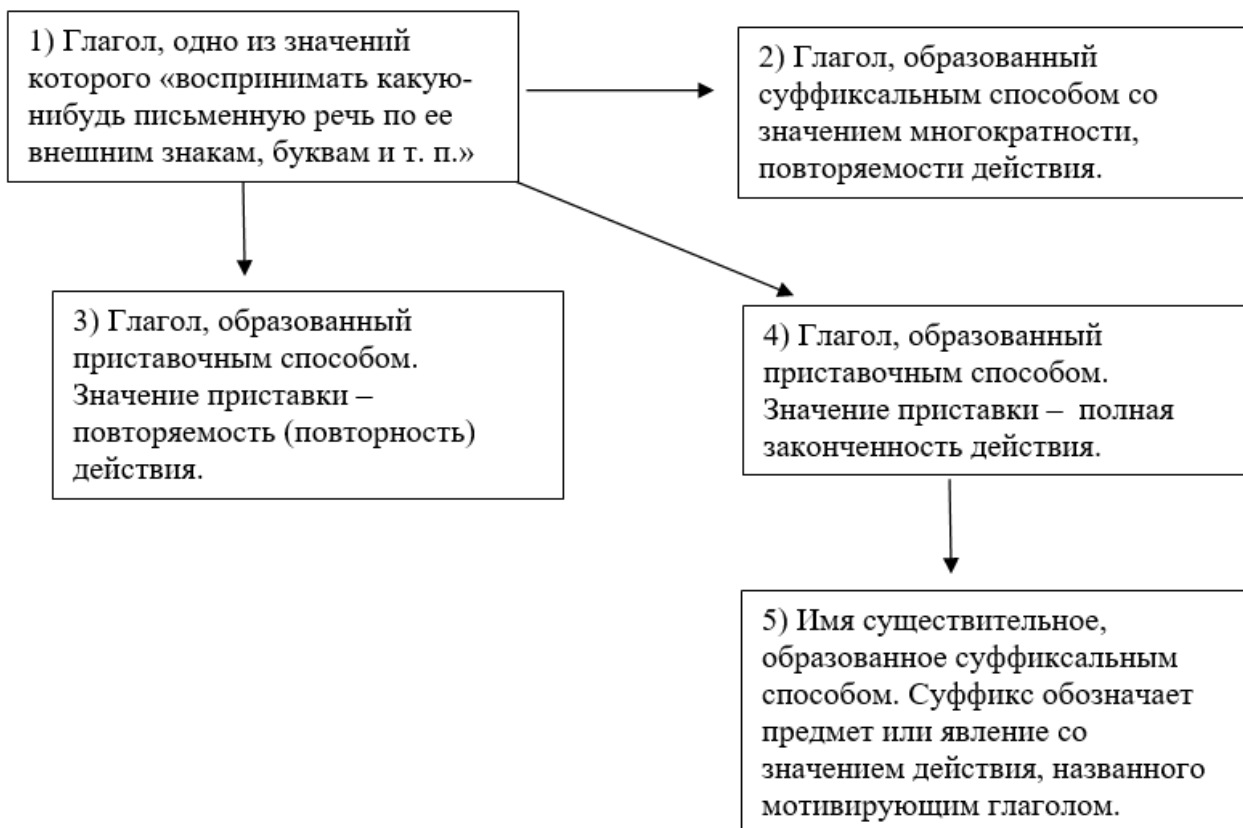 1) Глагол, одно из значений
которого «воспринимать какую-
нибудь письменную речь по ее
внешним знакам, буквам и т. п.»
2) Глагол, образованный
суффиксальным способом со
значением многократности,
повторяемости действия.
3) Глагол, образованный
приставочным способом.
Значение приставки –
повторяемость (повторность)
действия.
4) Глагол, образованный
приставочным способом.
Значение приставки – полная
законченность действия.
5) Имя существительное,
образованное суффиксальным
способом. Суффикс обозначает
предмет или явление со
значением действия, названного
мотивирующим глаголом.